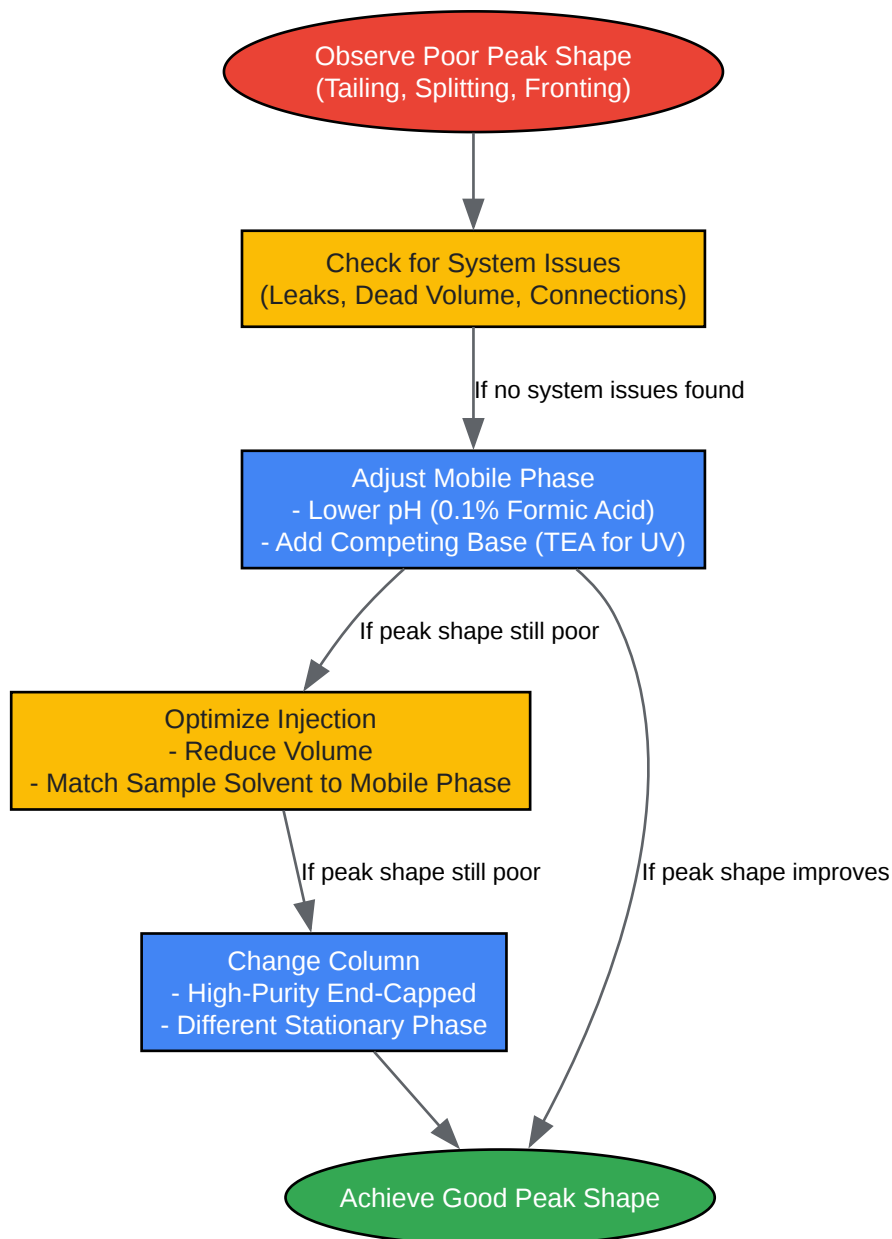 Observe Poor Peak Shape
(Tailing, Splitting, Fronting)
Check for System Issues
(Leaks, Dead Volume, Connections)
If no system issues found
Adjust Mobile Phase
- Lower pH (0.1% Formic Acid)
- Add Competing Base (TEA for UV)
If peak shape still poor
Optimize Injection
- Reduce Volume
- Match Sample Solvent to Mobile Phase
If peak shape still poor
If peak shape improves
Change Column
- High-Purity End-Capped
- Different Stationary Phase
Achieve Good Peak Shape